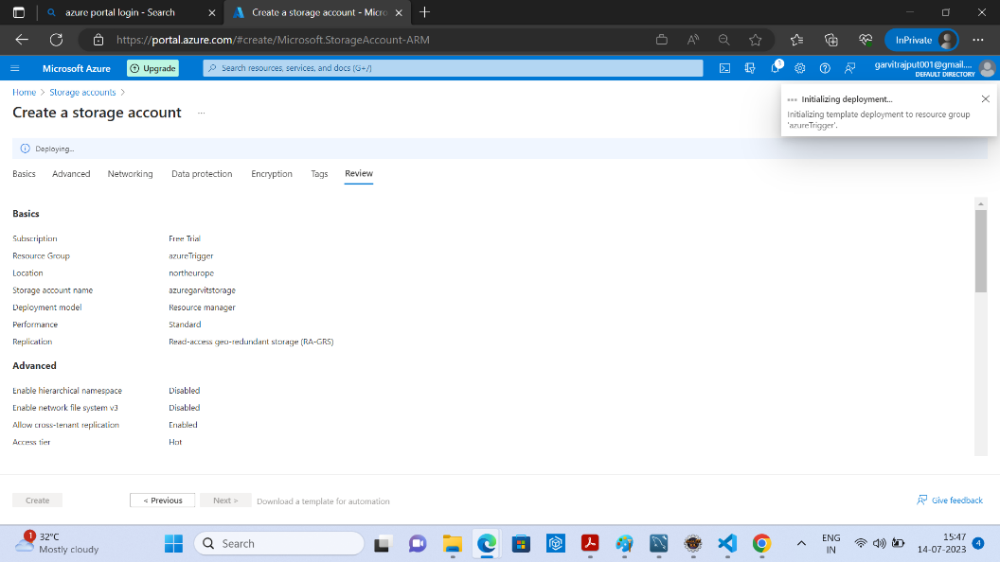 azure portal login - Search
Create a storage account - Micro
https://portal.azure.com/#create/Microsoft.StorageAccount-ARM
InPrivate
Microsoft Azure
Upgrade
Search resources, services, and docs (G+/)
1
garvitrajput001@gmail....
DEFAULT DIRECTORY
Home > Storage accounts >
Create a storage account ...
Initializing deployment...
Initializing template deployment to resource group
'azureTrigger'.
Deploying...
Basics Advanced Networking Data protection Encryption Tags Review
Basics
Subscription Free Trial
Resource Group azureTrigger
Location northeurope
Storage account name azuregarvitstorage
Deployment model Resource manager
Performance Standard
Replication Read-access geo-redundant storage (RA-GRS)
Advanced
Enable hierarchical namespace Disabled
Enable network file system v3 Disabled
Allow cross-tenant replication Enabled
Access tier Hot
Create < Previous Next > Download a template for automation Give feedback
1
32°C
Mostly cloudy
Search
ENG
IN
15:47
14-07-2023
4